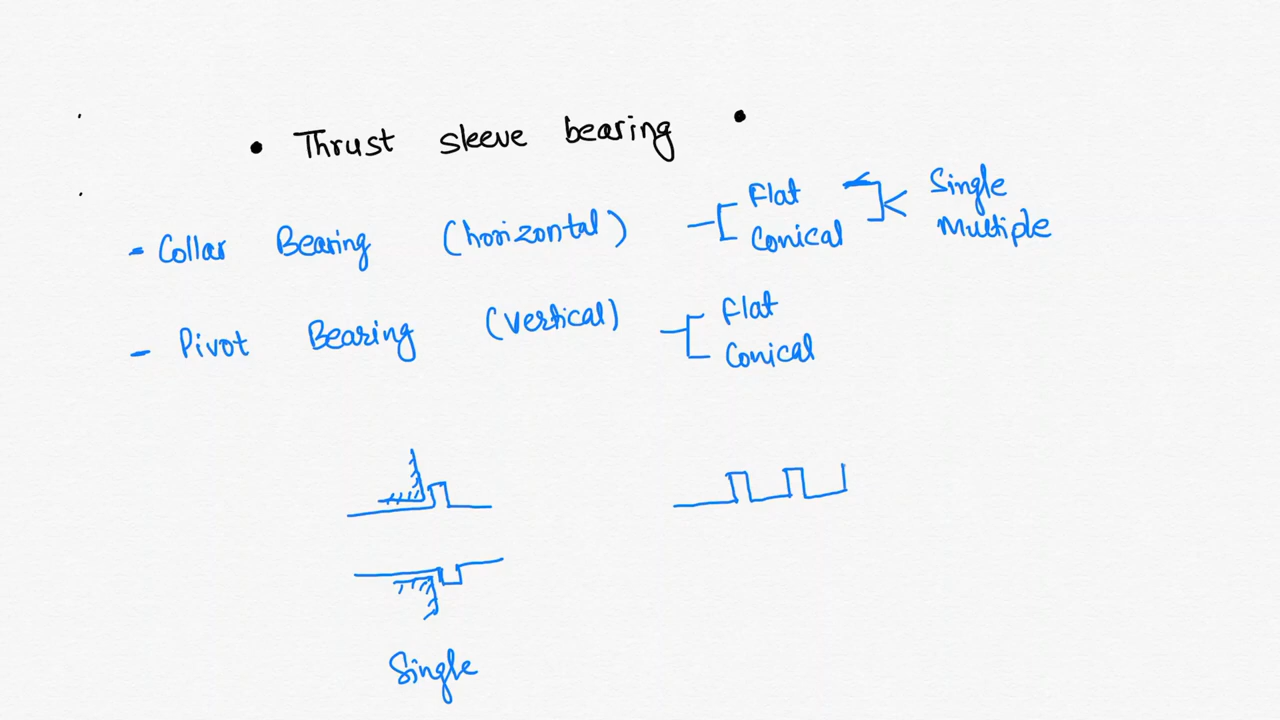 • Thrust sleeve bearing •
- Collar Bearing (horizontal) Flat Single
Conical Multiple
- Pivot Bearing (vertical) Flat
Conical
Single